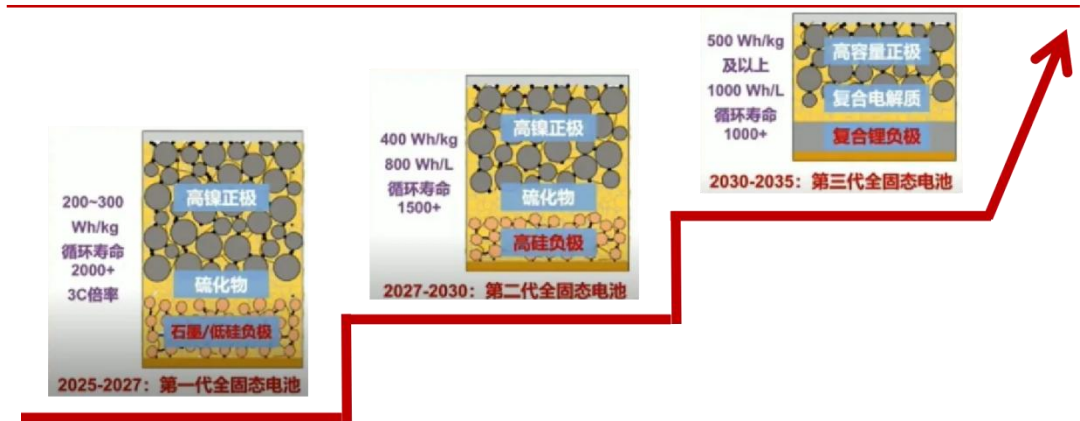 200~300
Wh/kg
循环寿命
2000+
3C倍率
高镍正极
硫化物
石墨/低硅负极
2025-2027：第一代全固态电池
400 Wh/kg
800 Wh/L
循环寿命
1500+
高镍正极
硫化物
高硅负极
2027-2030：第二代全固态电池
500 Wh/kg
及以上
1000 Wh/L
循环寿命
1000+
高容量正极
复合电解质
复合锂负极
2030-2035：第三代全固态电池